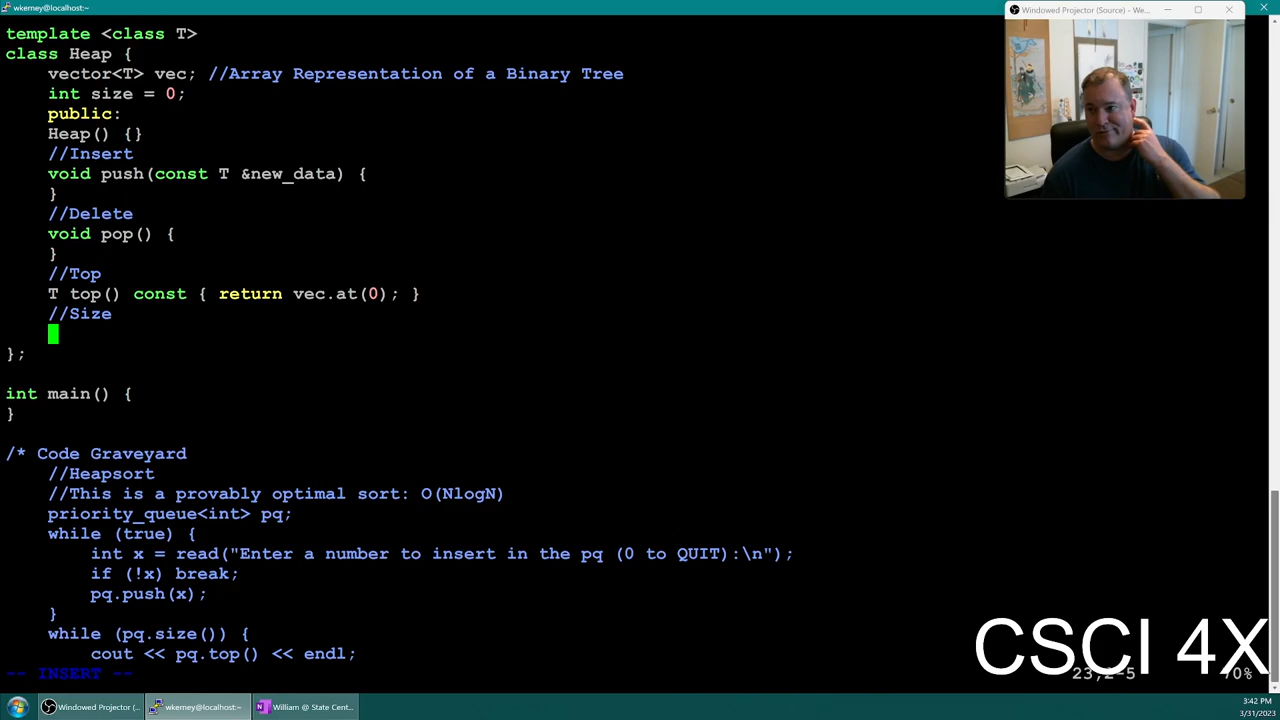 wkerney@localhost:~
Windowed Projector (Source) - We...
template <class T>
class Heap {
vector<T> vec; //Array Representation of a Binary Tree
int size = 0;
public:
Heap() {}
//Insert
void push(const T &new_data) {
}
//Delete
void pop() {
}
//Top
T top() const { return vec.at(0); }
//Size
};
int main() {
}
/* Code Graveyard
//Heapsort
//This is a provably optimal sort: O(NlogN)
priority_queue<int> pq;
while (true) {
int x = read("Enter a number to insert in the pq (0 to QUIT):\n");
if (!x) break;
pq.push(x);
}
while (pq.size()) {
cout << pq.top() << endl;
-- INSERT --
23,2-5
70%
CSCI 4X
Windowed Projector (...
wkerney@localhost:~
William @ State Cent...
3:42 PM
3/31/2023